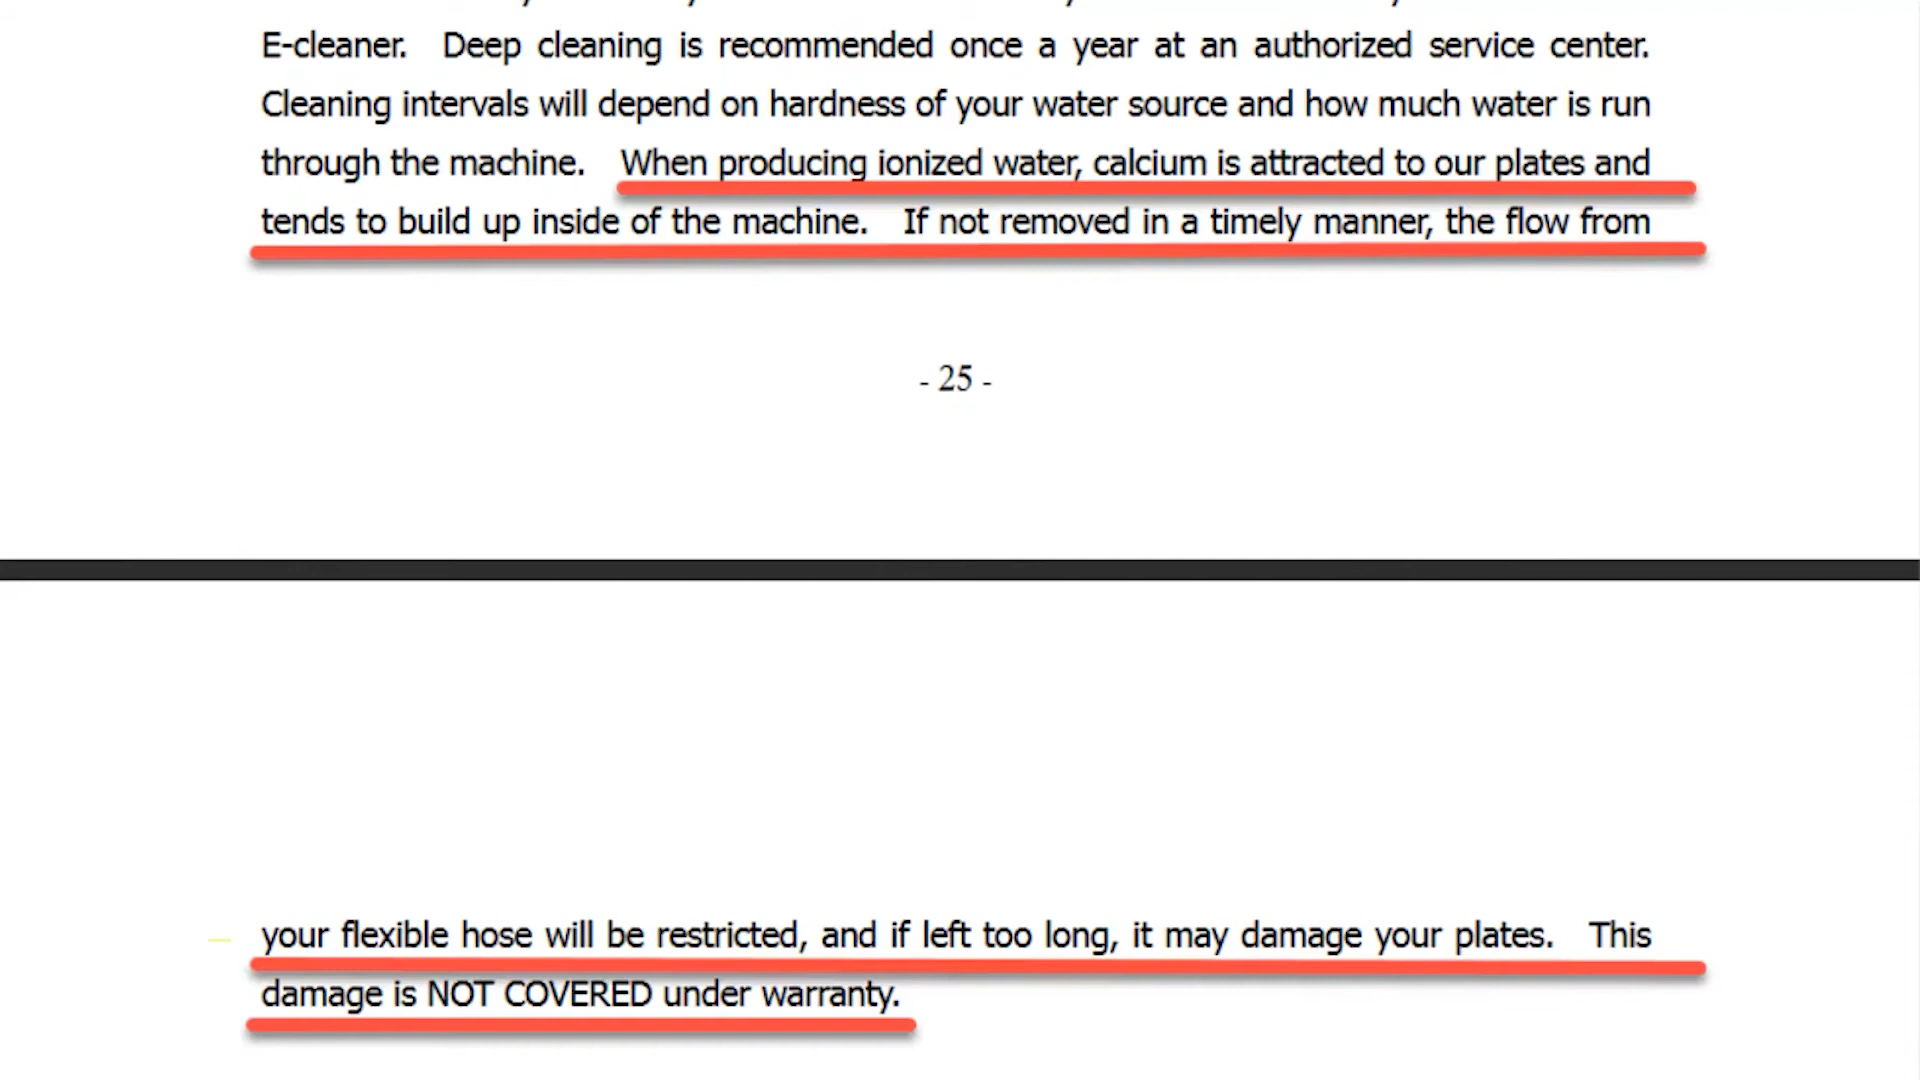 E-cleaner. Deep cleaning is recommended once a year at an authorized service center.
Cleaning intervals will depend on hardness of your water source and how much water is run
through the machine. When producing ionized water, calcium is attracted to our plates and
tends to build up inside of the machine. If not removed in a timely manner, the flow from
- 25 -
your flexible hose will be restricted, and if left too long, it may damage your plates. This
damage is NOT COVERED under warranty.